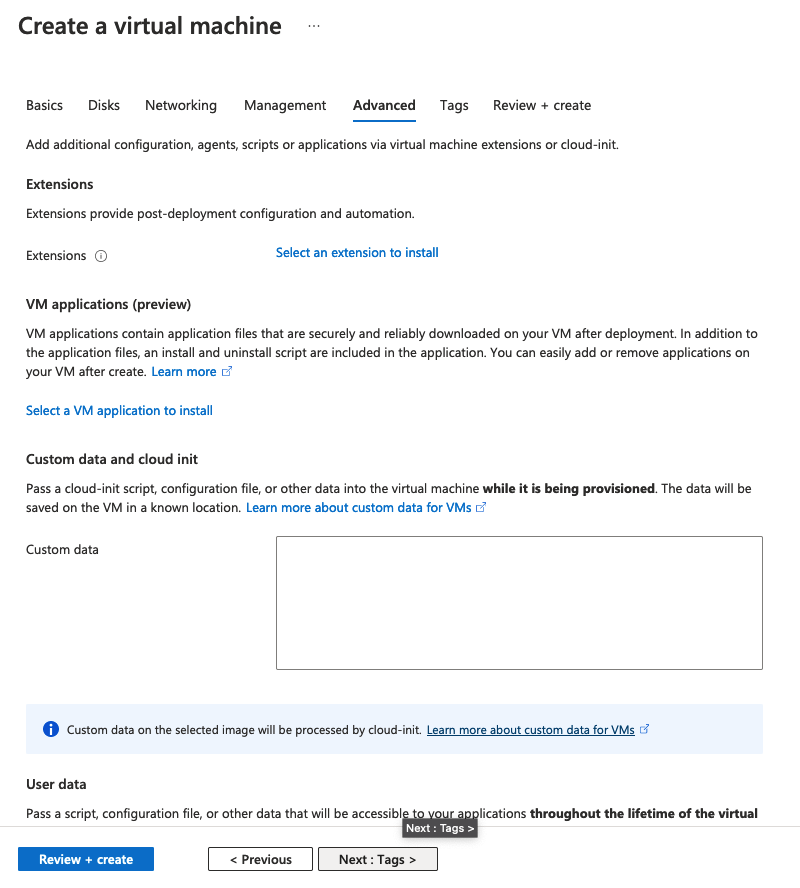 Create a virtual machine ...
Basics Disks Networking Management Advanced Tags Review + create
Add additional configuration, agents, scripts or applications via virtual machine extensions or cloud-init.
Extensions
Extensions provide post-deployment configuration and automation.
Extensions Select an extension to install
VM applications (preview)
VM applications contain application files that are securely and reliably downloaded on your VM after deployment. In addition to
the application files, an install and uninstall script are included in the application. You can easily add or remove applications on
your VM after create. Learn more
Select a VM application to install
Custom data and cloud init
Pass a cloud-init script, configuration file, or other data into the virtual machine while it is being provisioned. The data will be
saved on the VM in a known location. Learn more about custom data for VMs
Custom data
Custom data on the selected image will be processed by cloud-init. Learn more about custom data for VMs
User data
Pass a script, configuration file, or other data that will be accessible to your applications throughout the lifetime of the virtual
Next : Tags >
Review + create < Previous Next : Tags >